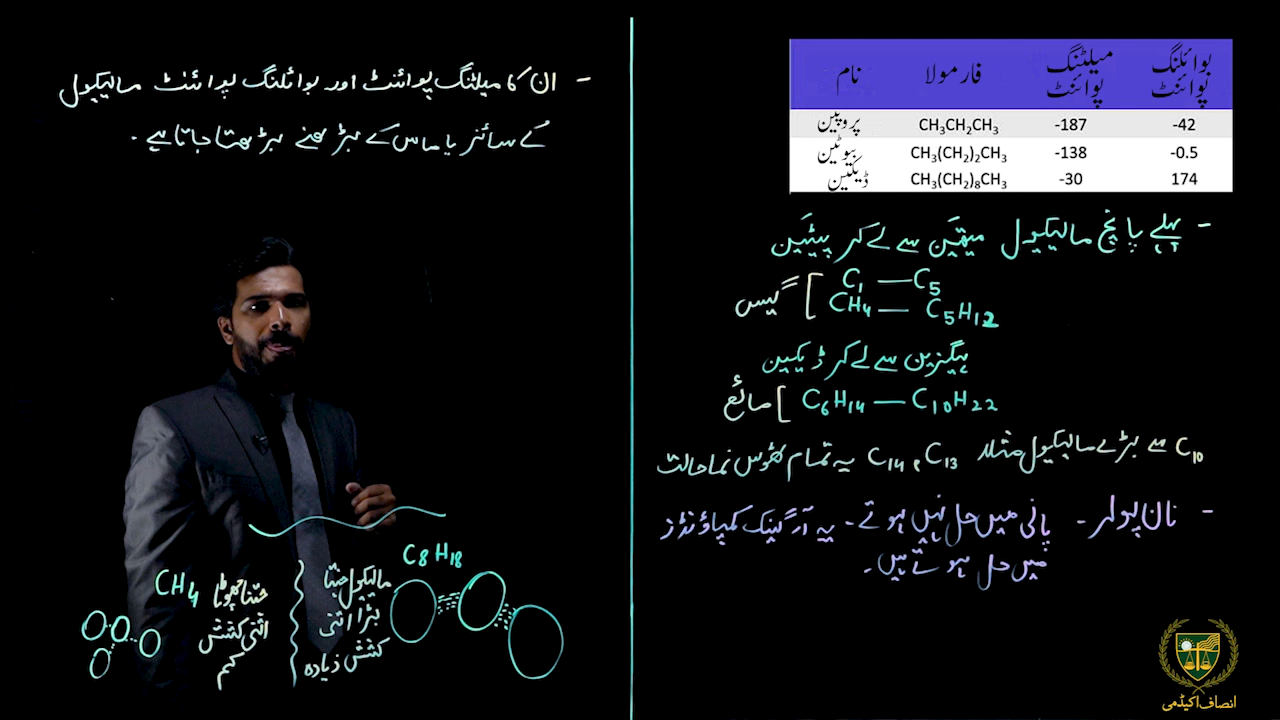 نام فارمولا میلٹنگ پوائنٹ بوائلنگ پوائنٹ
پروپین CH₃CH₂CH₃ -187 -42
بیوٹین CH₃(CH₂)₂CH₃ -138 -0.5
ڈیکین CH₃(CH₂)₈CH₃ -30 174
- پہلے پانچ مالیکیول میتھین سے لے کر پینٹین
C₁ — C₅
CH₄ — C₅H₁₂ ] گیس
ہیگزین سے لے کر ڈیکین
C₆H₁₄ — C₁₀H₂₂ ] مائع
C₁₀ سے بڑے مالیکیول مثلاً C₁₃ , C₁₄ یہ تمام ٹھوس نما حالت
- نان پولر - پانی میں حل نہیں ہوتے - یہ آرگینک کمپاؤنڈز
میں حل ہوتے ہیں -
- ان کا میلٹنگ پوائنٹ اور بوائلنگ پوائنٹ مالیکیول
کے سائز یا ماس کے بڑھنے بڑھتا جاتا ہے -
C₈H₁₈
مالیکیول جتنا
بڑا اتنی
کشش زیادہ
CH₄ جتنا چھوٹا
اتنی کشش
کم
انصاف اکیڈمی